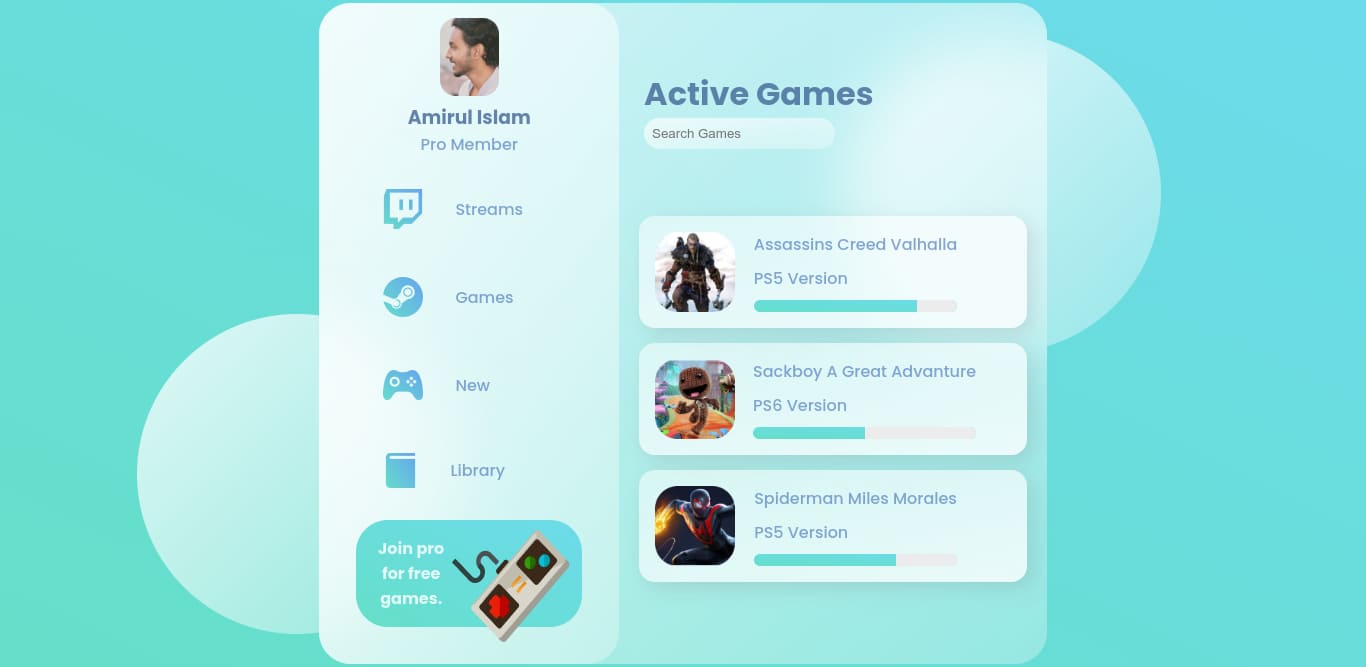 Amirul Islam
Pro Member
Streams
Games
New
Library
Join pro
for free
games.
Active Games
Search Games
Assassins Creed Valhalla
PS5 Version
Sackboy A Great Advanture
PS6 Version
Spiderman Miles Morales
PS5 Version